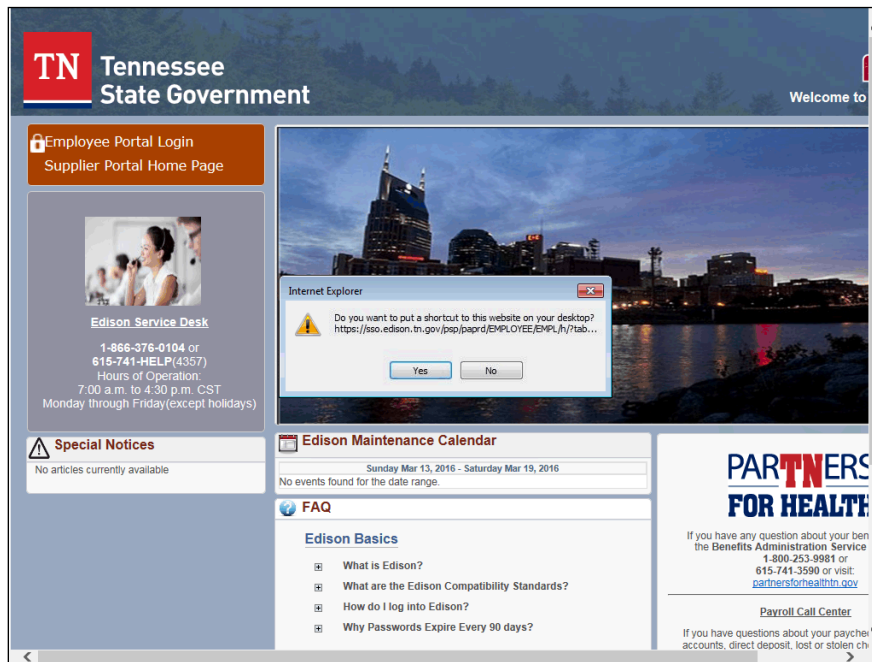 TN
Tennessee
State Government
Welcome to
Employee Portal Login
Supplier Portal Home Page
Edison Service Desk
1-866-376-0104 or
615-741-HELP(4357)
Hours of Operation:
7:00 a.m. to 4:30 p.m. CST
Monday through Friday(except holidays)
Special Notices
No articles currently available
Internet Explorer
Do you want to put a shortcut to this website on your desktop?
https://sso.edison.tn.gov/psp/paprd/EMPLOYEE/EMPL/h/?tab...
Yes
No
Edison Maintenance Calendar
Sunday Mar 13, 2016 - Saturday Mar 19, 2016
No events found for the date range.
FAQ
Edison Basics
What is Edison?
What are the Edison Compatibility Standards?
How do I log into Edison?
Why Passwords Expire Every 90 days?
PARTNERS
FOR HEALTH
If you have any question about your ben
the Benefits Administration Service
1-800-253-9981 or
615-741-3590 or visit:
partnersforhealthtn.gov
Payroll Call Center
If you have questions about your paychec
accounts, direct deposit, lost or stolen ch